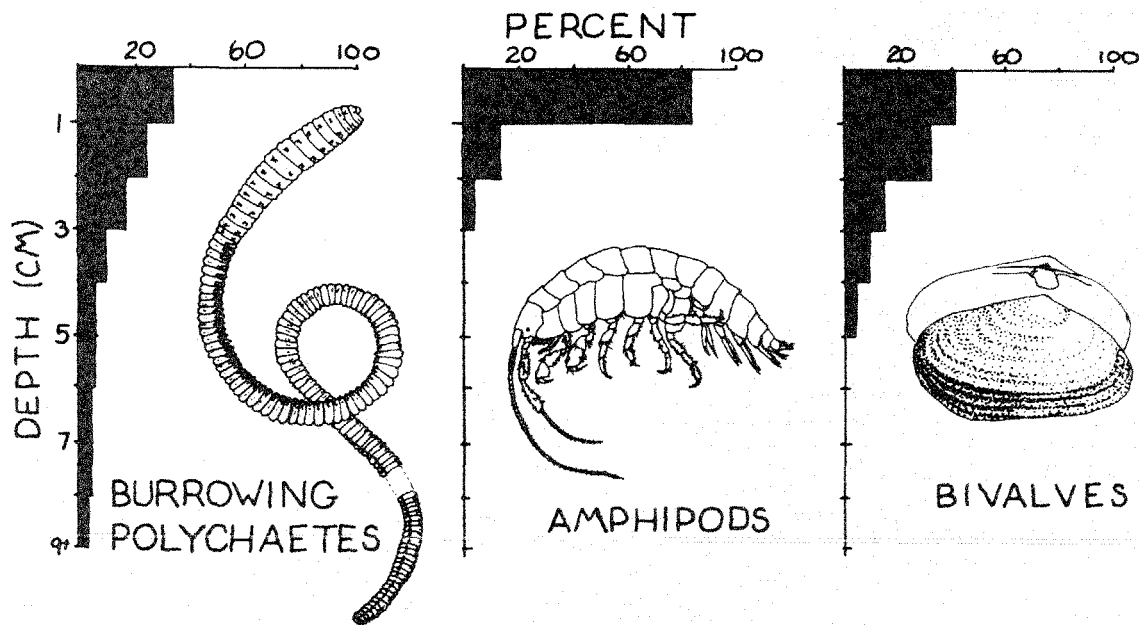 PERCENT
20 60 100
20 60 100
20 60 100
DEPTH (CM)
1
3
5
7
9+
BURROWING
POLYCHAETES
AMPHIPODS
BIVALVES